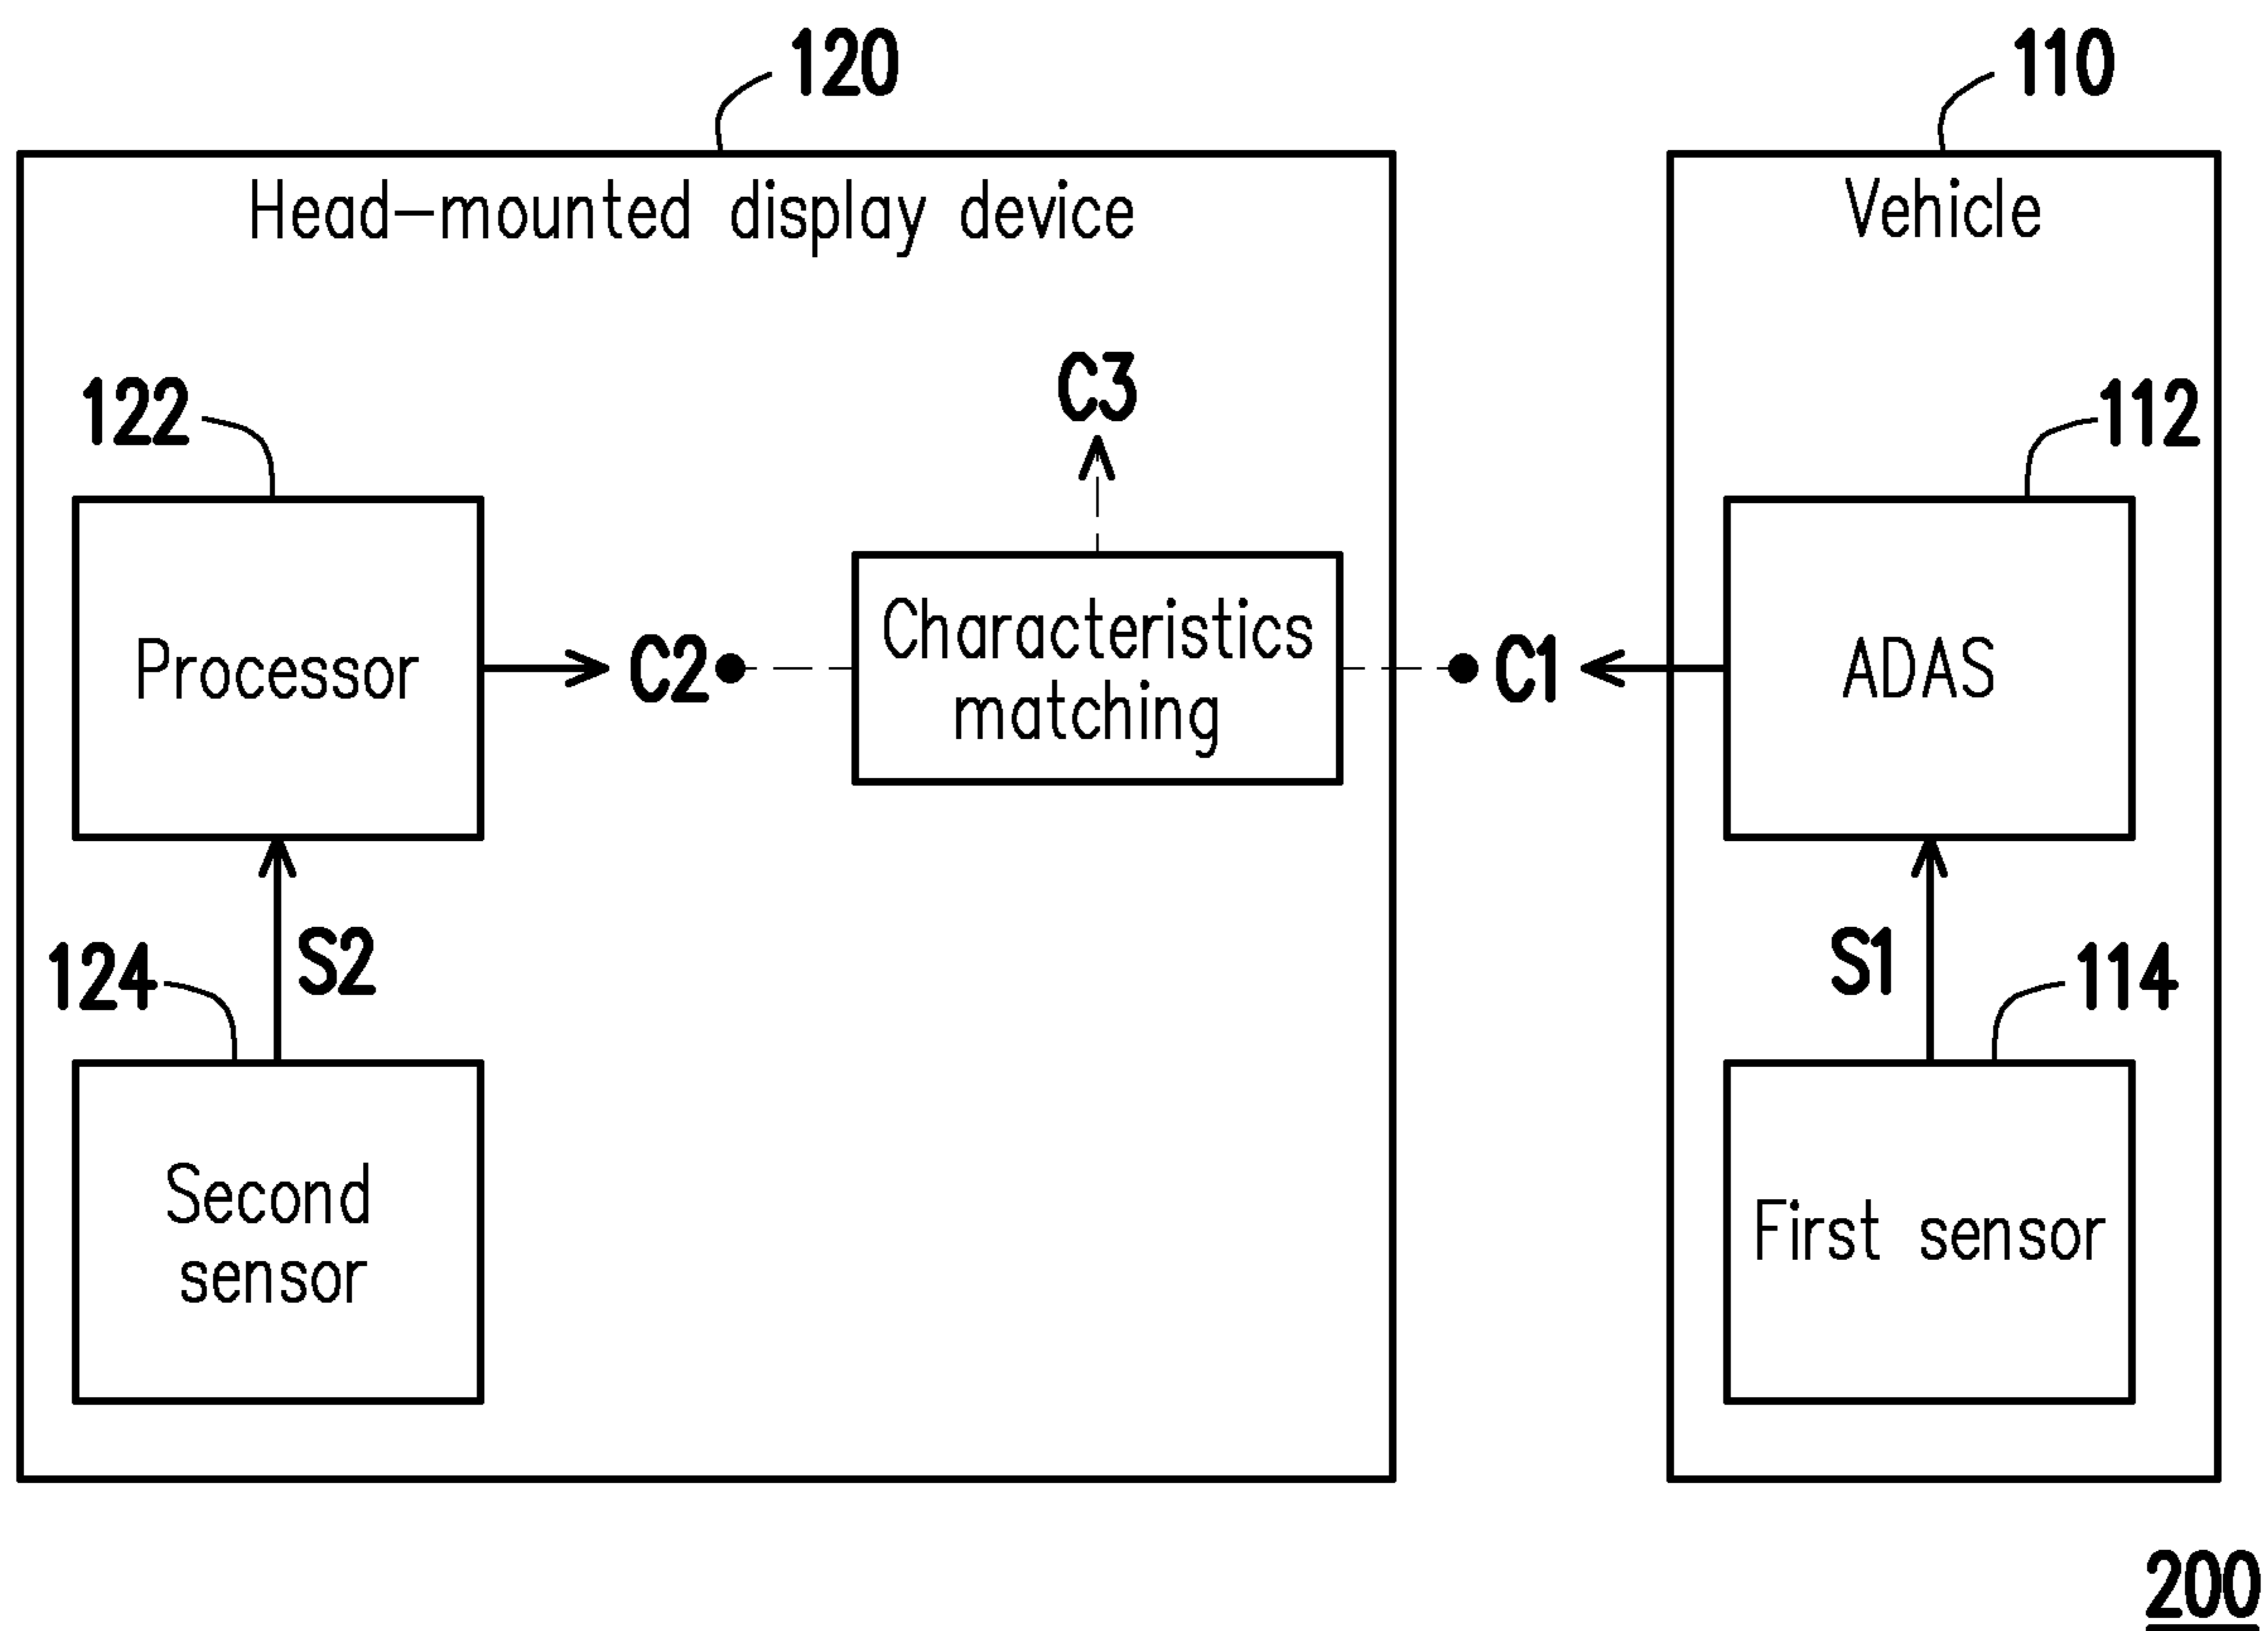 120
110
Head-mounted display device
Vehicle
C3
122
112
Processor
C2
Characteristics
matching
C1
ADAS
124
S2
S1
114
Second
sensor
First sensor
200